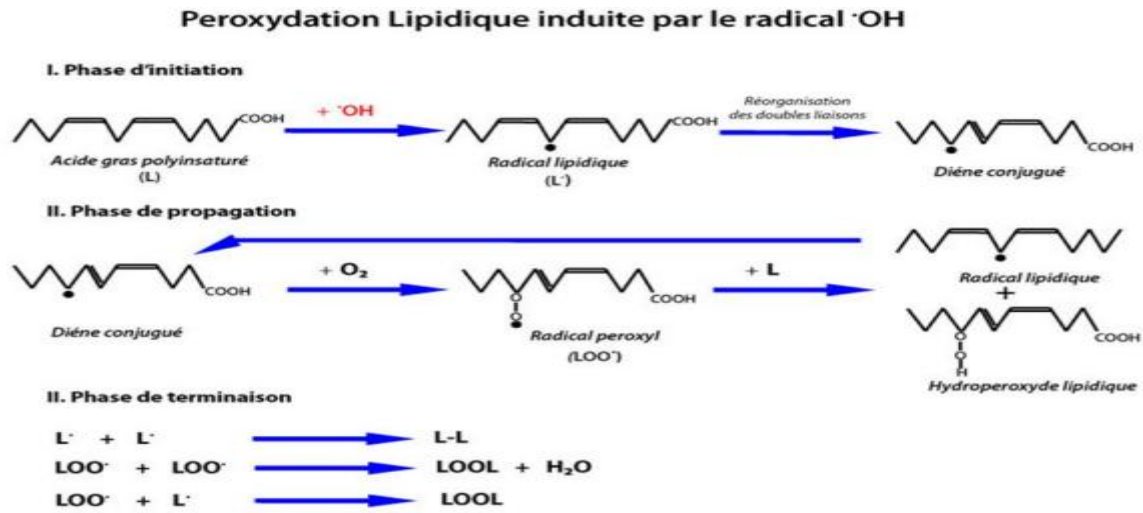 Peroxydation Lipidique induite par le radical ·OH
I. Phase d'initiation
COOH
+ ·OH
COOH
Réorganisation
des doubles liaisons
COOH
Acide gras polyinsaturé
(L)
Radical lipidique
(L·)
Diéne conjugué
II. Phase de propagation
COOH
+ O₂
COOH
O
O
+ L
Radical lipidique
+
COOH
O
O
H
Diéne conjugué
Radical peroxyl
(LOO·)
Hydroperoxyde lipidique
II. Phase de terminaison
L· + L· L-L
LOO· + LOO· LOOL + H₂O
LOO· + L· LOOL